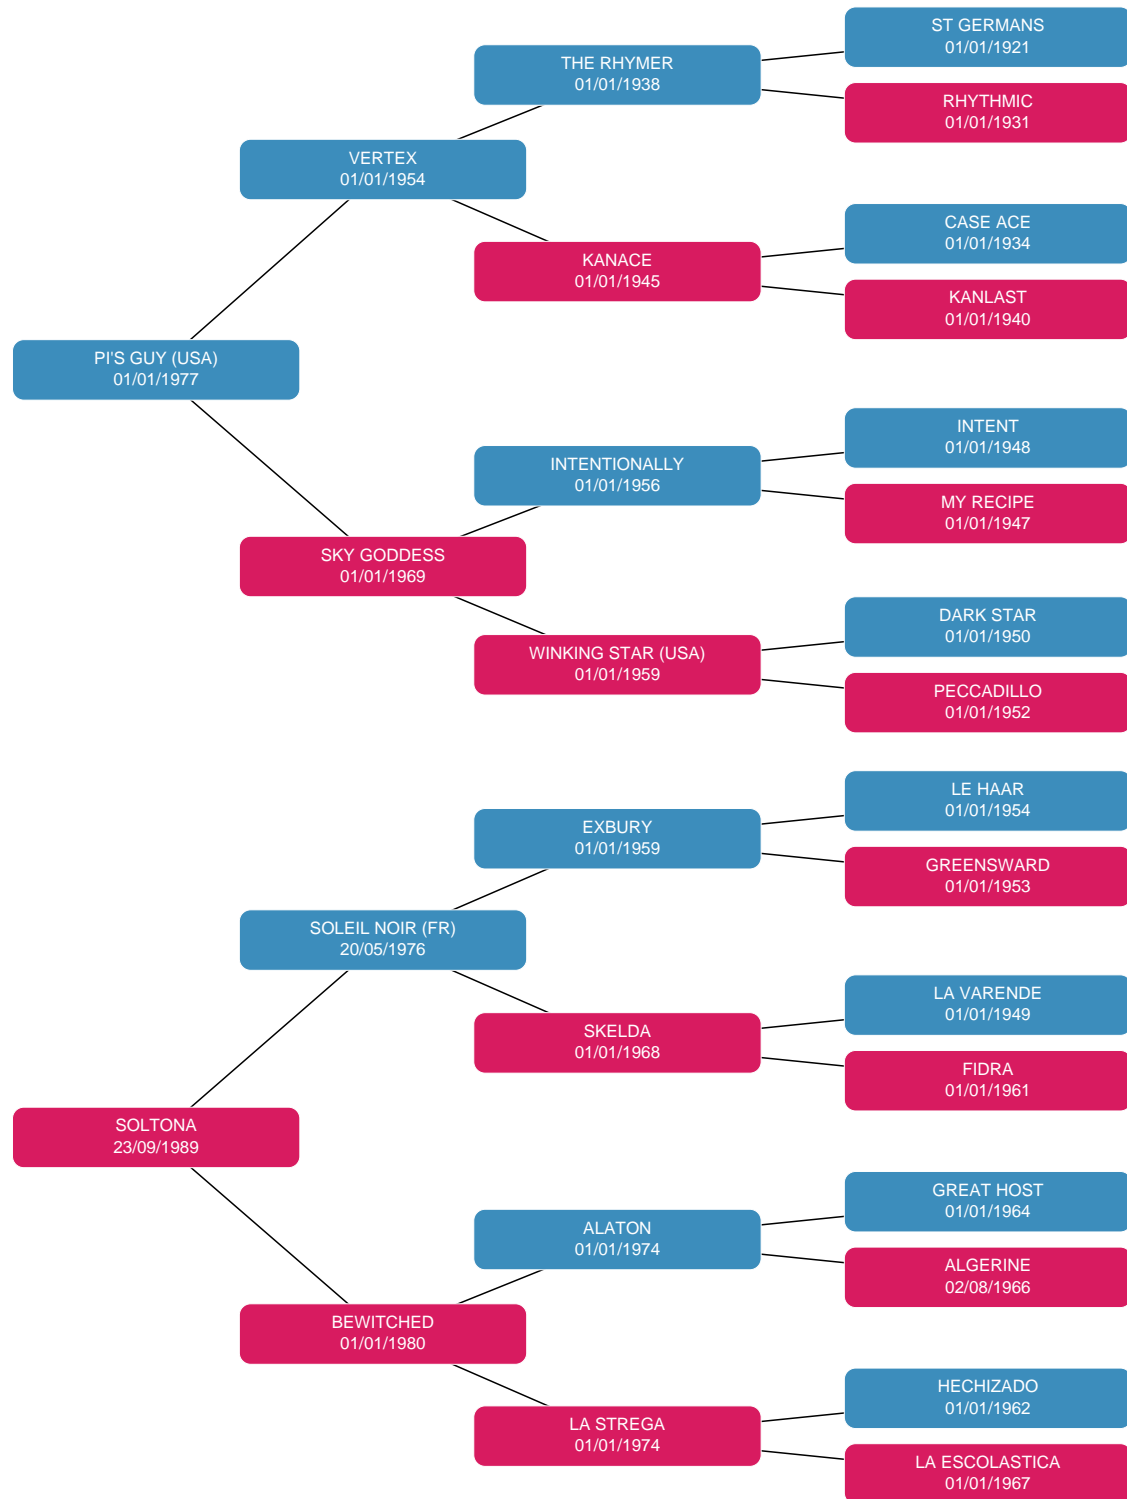 ST GERMANS
01/01/1921
THE RHYMER
01/01/1938
RHYTHMIC
01/01/1931
VERTEX
01/01/1954
CASE ACE
01/01/1934
KANACE
01/01/1945
KANLAST
01/01/1940
PI'S GUY (USA)
01/01/1977
INTENT
01/01/1948
INTENTIONALLY
01/01/1956
MY RECIPE
01/01/1947
SKY GODDESS
01/01/1969
DARK STAR
01/01/1950
WINKING STAR (USA)
01/01/1959
PECCADILLO
01/01/1952
LE HAAR
01/01/1954
EXBURY
01/01/1959
GREENSWARD
01/01/1953
SOLEIL NOIR (FR)
20/05/1976
LA VARENDE
01/01/1949
SKELDA
01/01/1968
FIDRA
01/01/1961
SOLTONA
23/09/1989
GREAT HOST
01/01/1964
ALATON
01/01/1974
ALGERINE
02/08/1966
BEWITCHED
01/01/1980
HECHIZADO
01/01/1962
LA STREGA
01/01/1974
LA ESCOLASTICA
01/01/1967